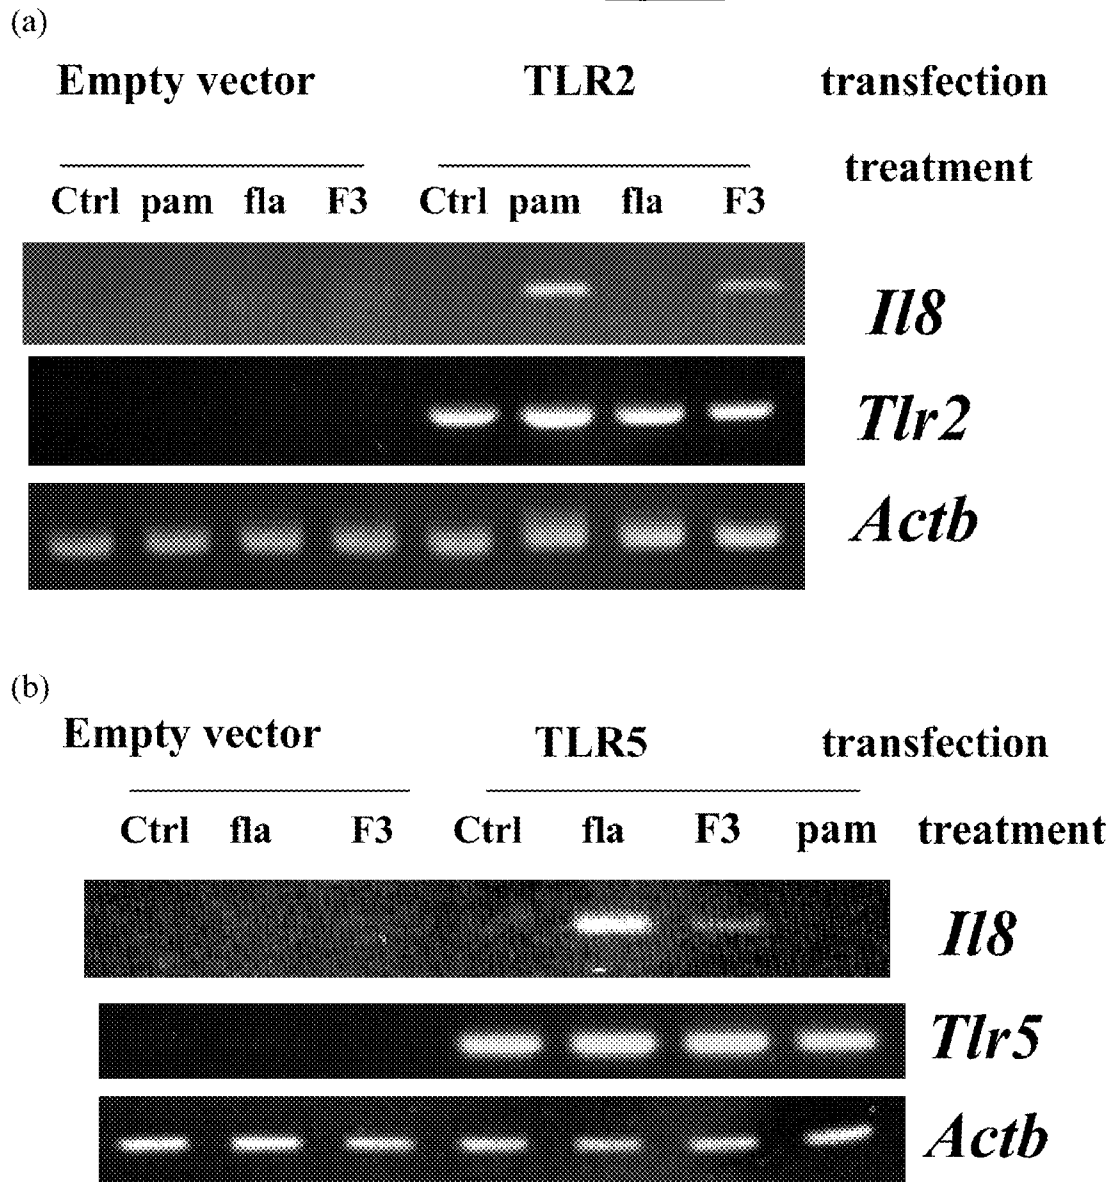 (a)
Empty vector TLR2 transfection
treatment
Ctrl pam fla F3 Ctrl pam fla F3
Il8
Tlr2
Actb
(b)
Empty vector TLR5 transfection
Ctrl fla F3 Ctrl fla F3 pam treatment
Il8
Tlr5
Actb